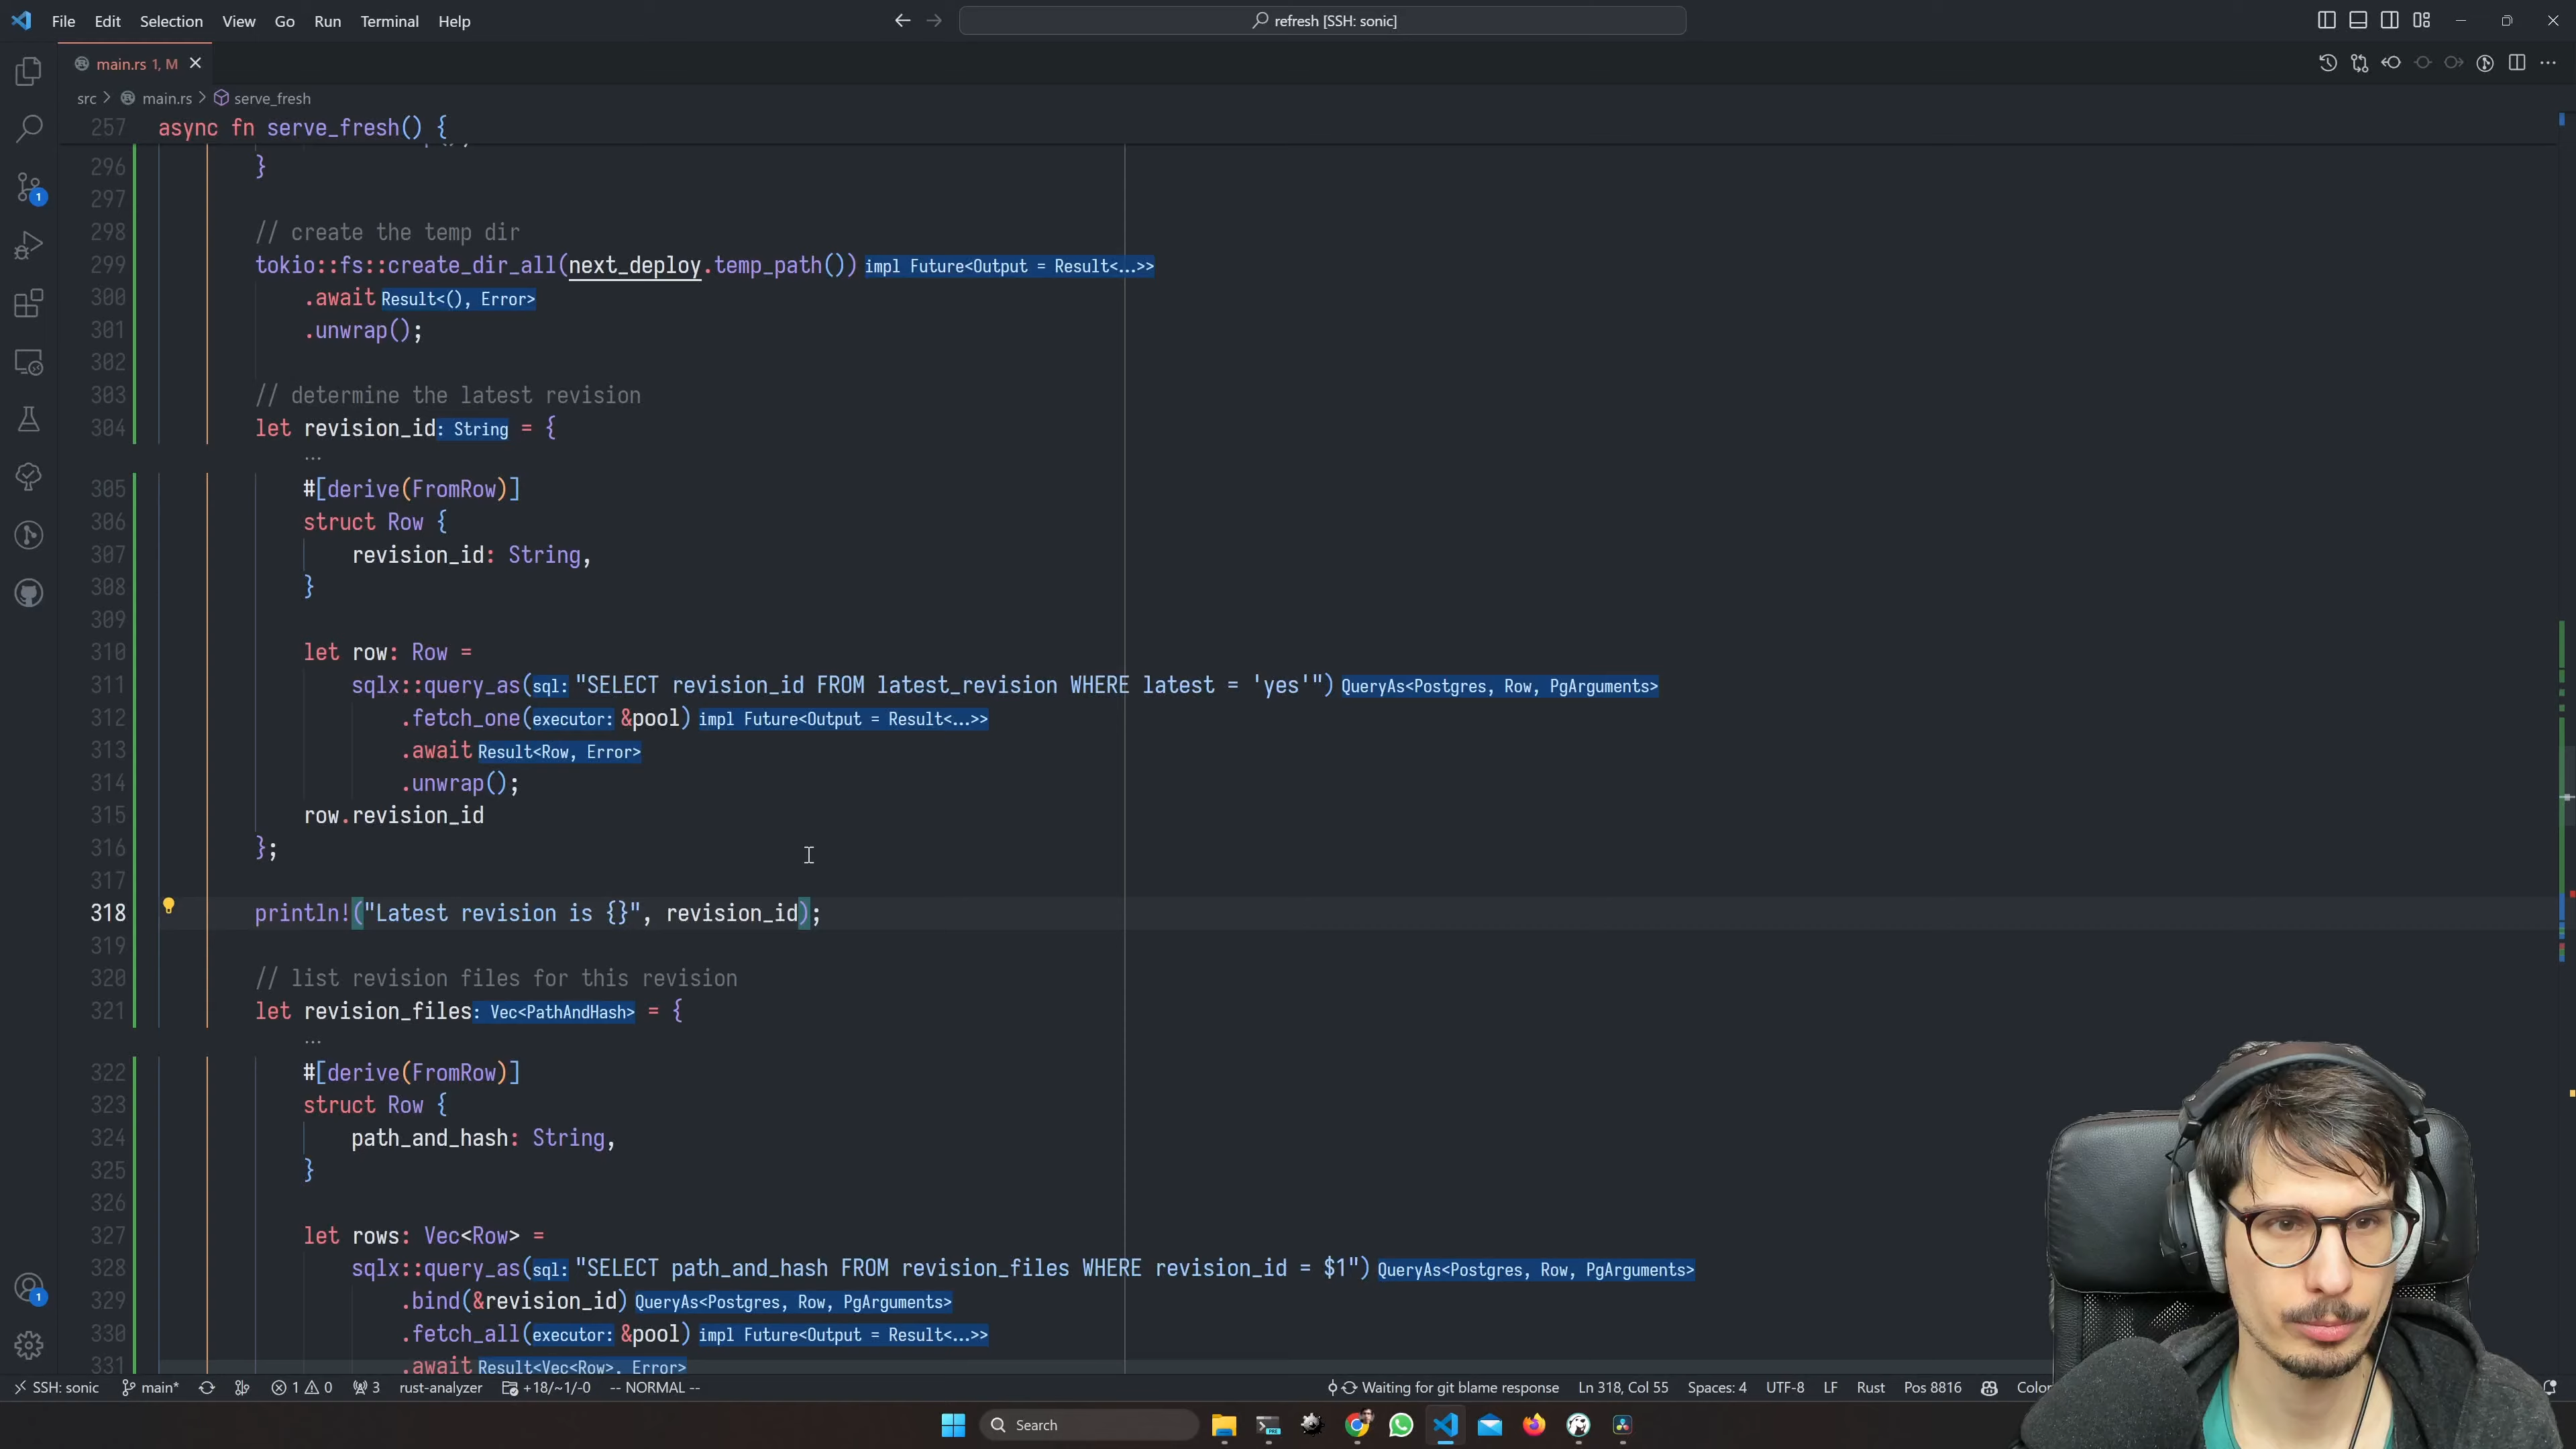 File Edit Selection View Go Run Terminal Help
refresh [SSH: sonic]
main.rs 1, M
src > main.rs > serve_fresh
257 async fn serve_fresh() {
296 }
297
298 // create the temp dir
299 tokio::fs::create_dir_all(next_deploy.temp_path()) impl Future<Output = Result<...>>
300 .await Result<(), Error>
301 .unwrap();
302
303 // determine the latest revision
304 let revision_id: String = {
...
305 #[derive(FromRow)]
306 struct Row {
307 revision_id: String,
308 }
309
310 let row: Row =
311 sqlx::query_as(sql: "SELECT revision_id FROM latest_revision WHERE latest = 'yes'") QueryAs<Postgres, Row, PgArguments>
312 .fetch_one(executor: &pool) impl Future<Output = Result<...>>
313 .await Result<Row, Error>
314 .unwrap();
315 row.revision_id
316 };
317
318 println!("Latest revision is {}", revision_id);
319
320 // list revision files for this revision
321 let revision_files: Vec<PathAndHash> = {
...
322 #[derive(FromRow)]
323 struct Row {
324 path_and_hash: String,
325 }
326
327 let rows: Vec<Row> =
328 sqlx::query_as(sql: "SELECT path_and_hash FROM revision_files WHERE revision_id = $1") QueryAs<Postgres, Row, PgArguments>
329 .bind(&revision_id) QueryAs<Postgres, Row, PgArguments>
330 .fetch_all(executor: &pool) impl Future<Output = Result<...>>
331 .await Result<Vec<Row>, Error>
SSH: sonic main* 1 0 3 rust-analyzer +18/~1/-0 -- NORMAL -- Waiting for git blame response Ln 318, Col 55 Spaces: 4 UTF-8 LF Rust Pos 8816
Search